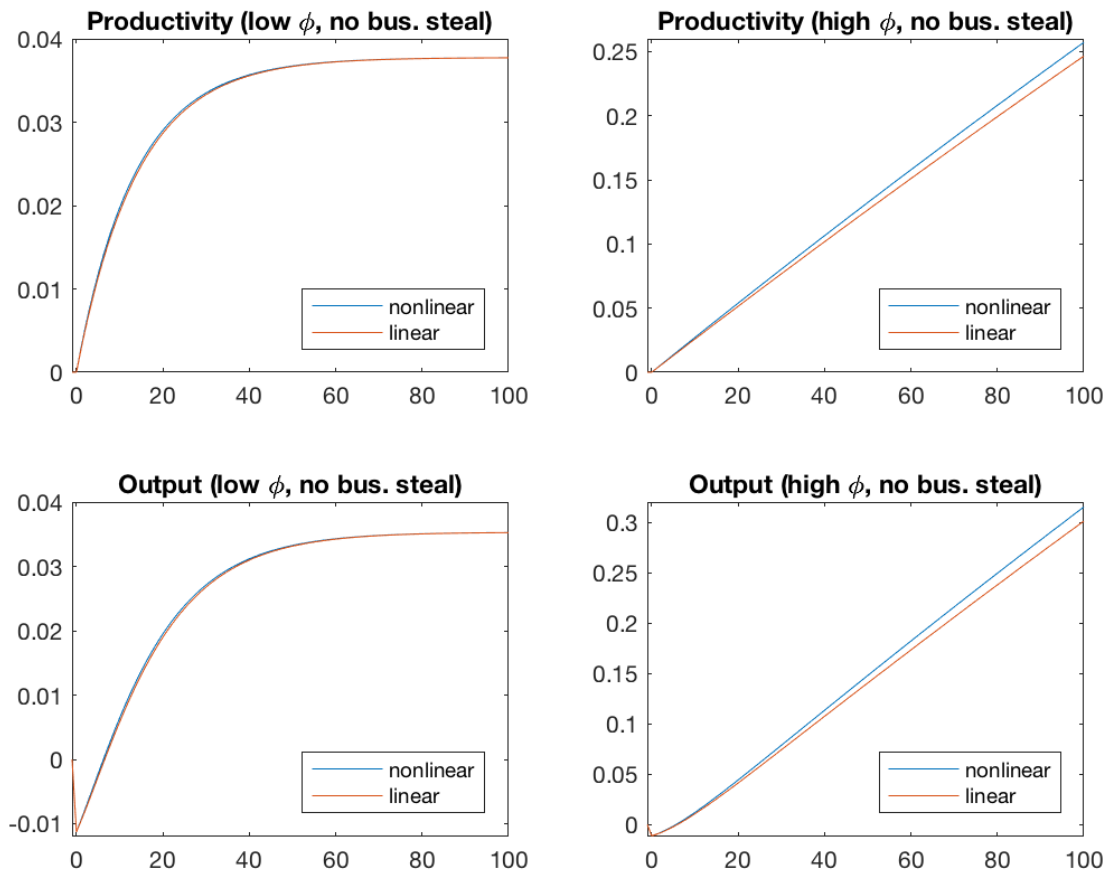 Productivity (low ϕ, no bus. steal)
0.04
0.03
0.02
0.01
0
nonlinear
linear
0 20 40 60 80 100
Productivity (high ϕ, no bus. steal)
0.25
0.2
0.15
0.1
0.05
0
nonlinear
linear
0 20 40 60 80 100
Output (low ϕ, no bus. steal)
0.04
0.03
0.02
0.01
0
-0.01
nonlinear
linear
0 20 40 60 80 100
Output (high ϕ, no bus. steal)
0.3
0.25
0.2
0.15
0.1
0.05
0
nonlinear
linear
0 20 40 60 80 100